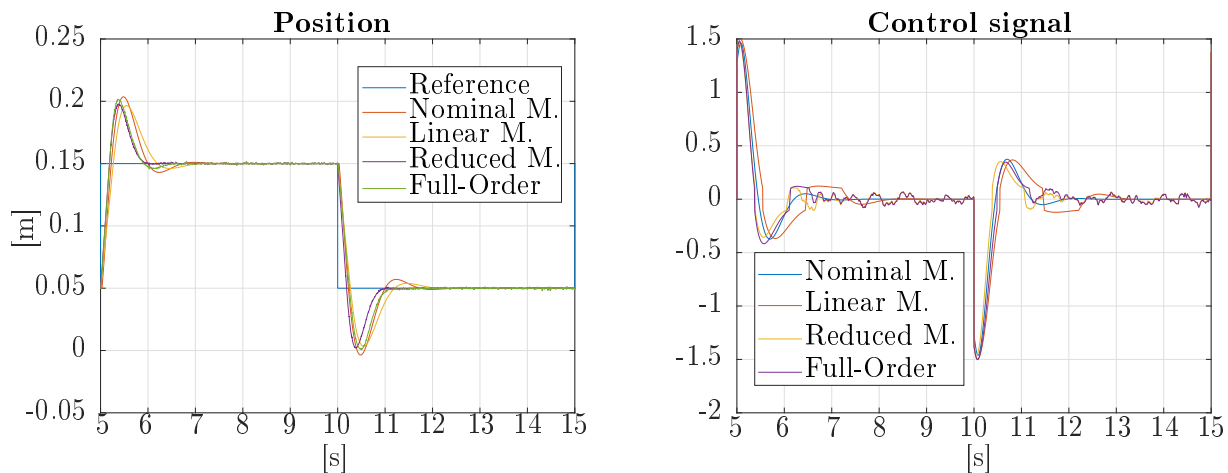 Position
0.25
0.2
0.15
0.1
0.05
0
-0.05
[m]
Reference
Nominal M.
Linear M.
Reduced M.
Full-Order
5 6 7 8 9 10 11 12 13 14 15
[s]
Control signal
1.5
1
0.5
0
-0.5
-1
-1.5
-2
Nominal M.
Linear M.
Reduced M.
Full-Order
5 6 7 8 9 10 11 12 13 14 15
[s]